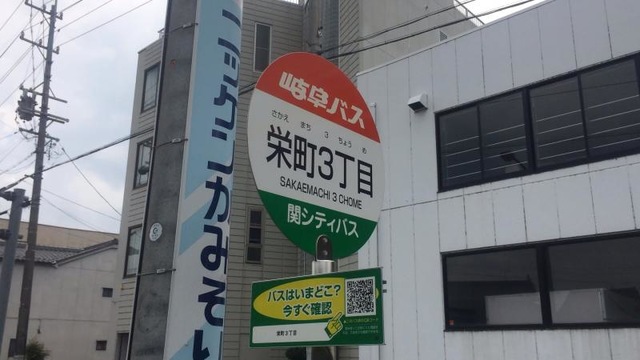 岐阜バス
さかえ まち 3 ちょう め
栄町3丁目
SAKAEMACHI 3 CHOME
関シティバス
バスはいまどこ?
今すぐ確認
栄町3丁目